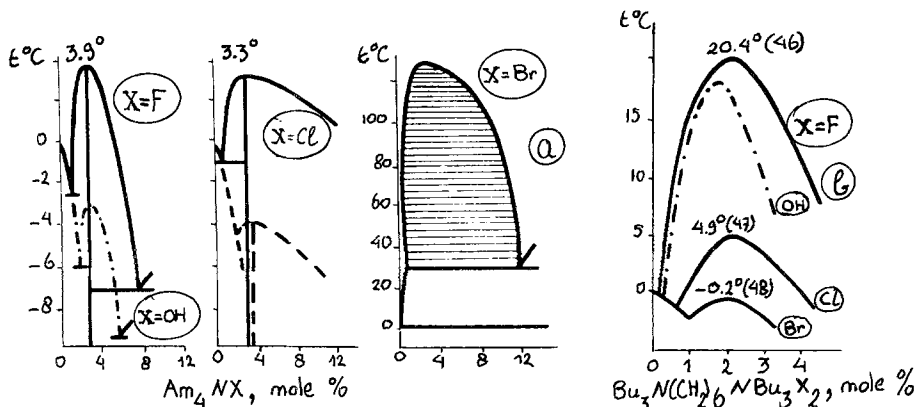 t°C
3.9°
X=F
0
-2
-4
-6
-8
X=OH
0 4 8 12
3.3°
X=Cl
0 4 8 12
Am₄NX, mole %
t°C
X=Br
a
100
80
60
40
20
0
0 4 8 12
t°C
20.4° (46)
15
10
5
0
X=F
b
OH
4.9° (47)
-0.2° (48)
Cl
Br
0 1 2 3 4
Bu₃N(CH₂)₆NBu₃X₂, mole %